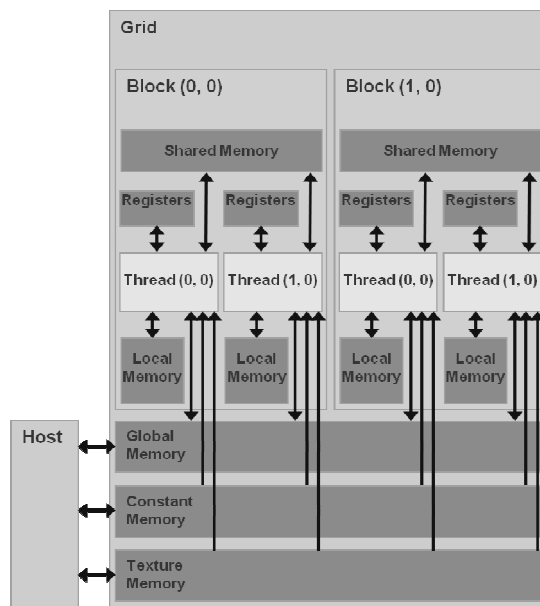 Grid
Block (0, 0)
Block (1, 0)
Shared Memory
Shared Memory
Registers
Registers
Registers
Registers
Thread (0, 0)
Thread (1, 0)
Thread (0, 0)
Thread (1, 0)
Local
Memory
Local
Memory
Local
Memory
Local
Memory
Host
Global
Memory
Constant
Memory
Texture
Memory